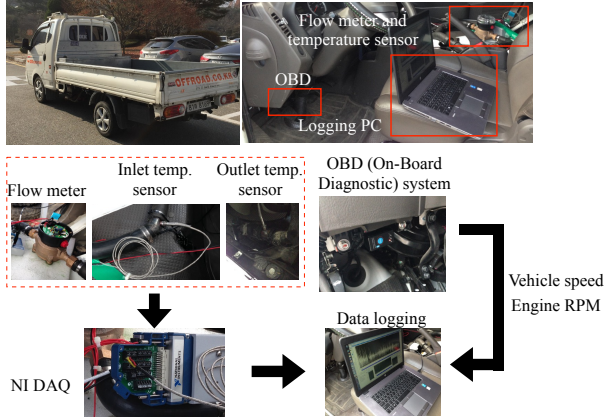 OFFROAD.CO.KR
Flow meter and
temperature sensor
OBD
Logging PC
Flow meter
Inlet temp.
sensor
Outlet temp.
sensor
OBD (On-Board
Diagnostic) system
Vehicle speed
Engine RPM
Data logging
NI DAQ